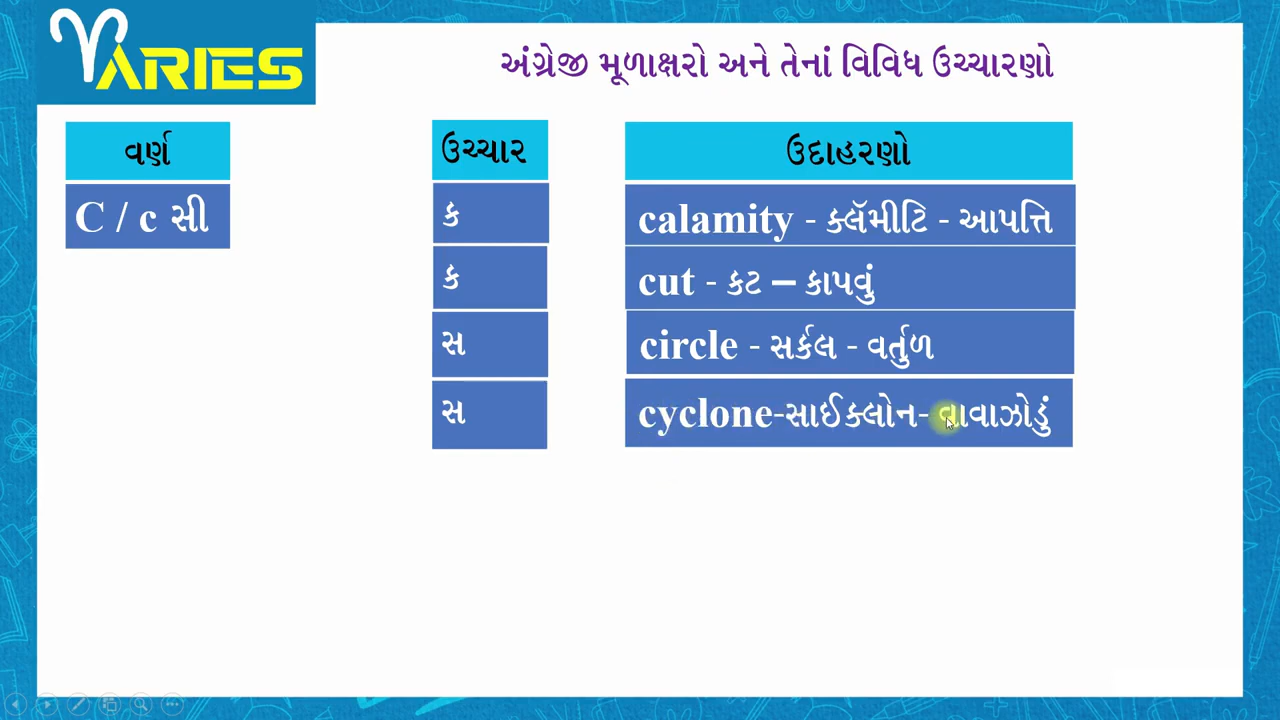 ARIES
અંગ્રેજી મૂળાક્ષરો અને તેનાં વિવિધ ઉચ્ચારણો
વર્ણ ઉચ્ચાર ઉદાહરણો
C / c સી ક calamity - ક્લૅમીટિ - આપત્તિ
ક cut - કટ – કાપવું
સ circle - સર્કલ - વર્તુળ
સ cyclone-સાઈક્લોન- વાવાઝોડું